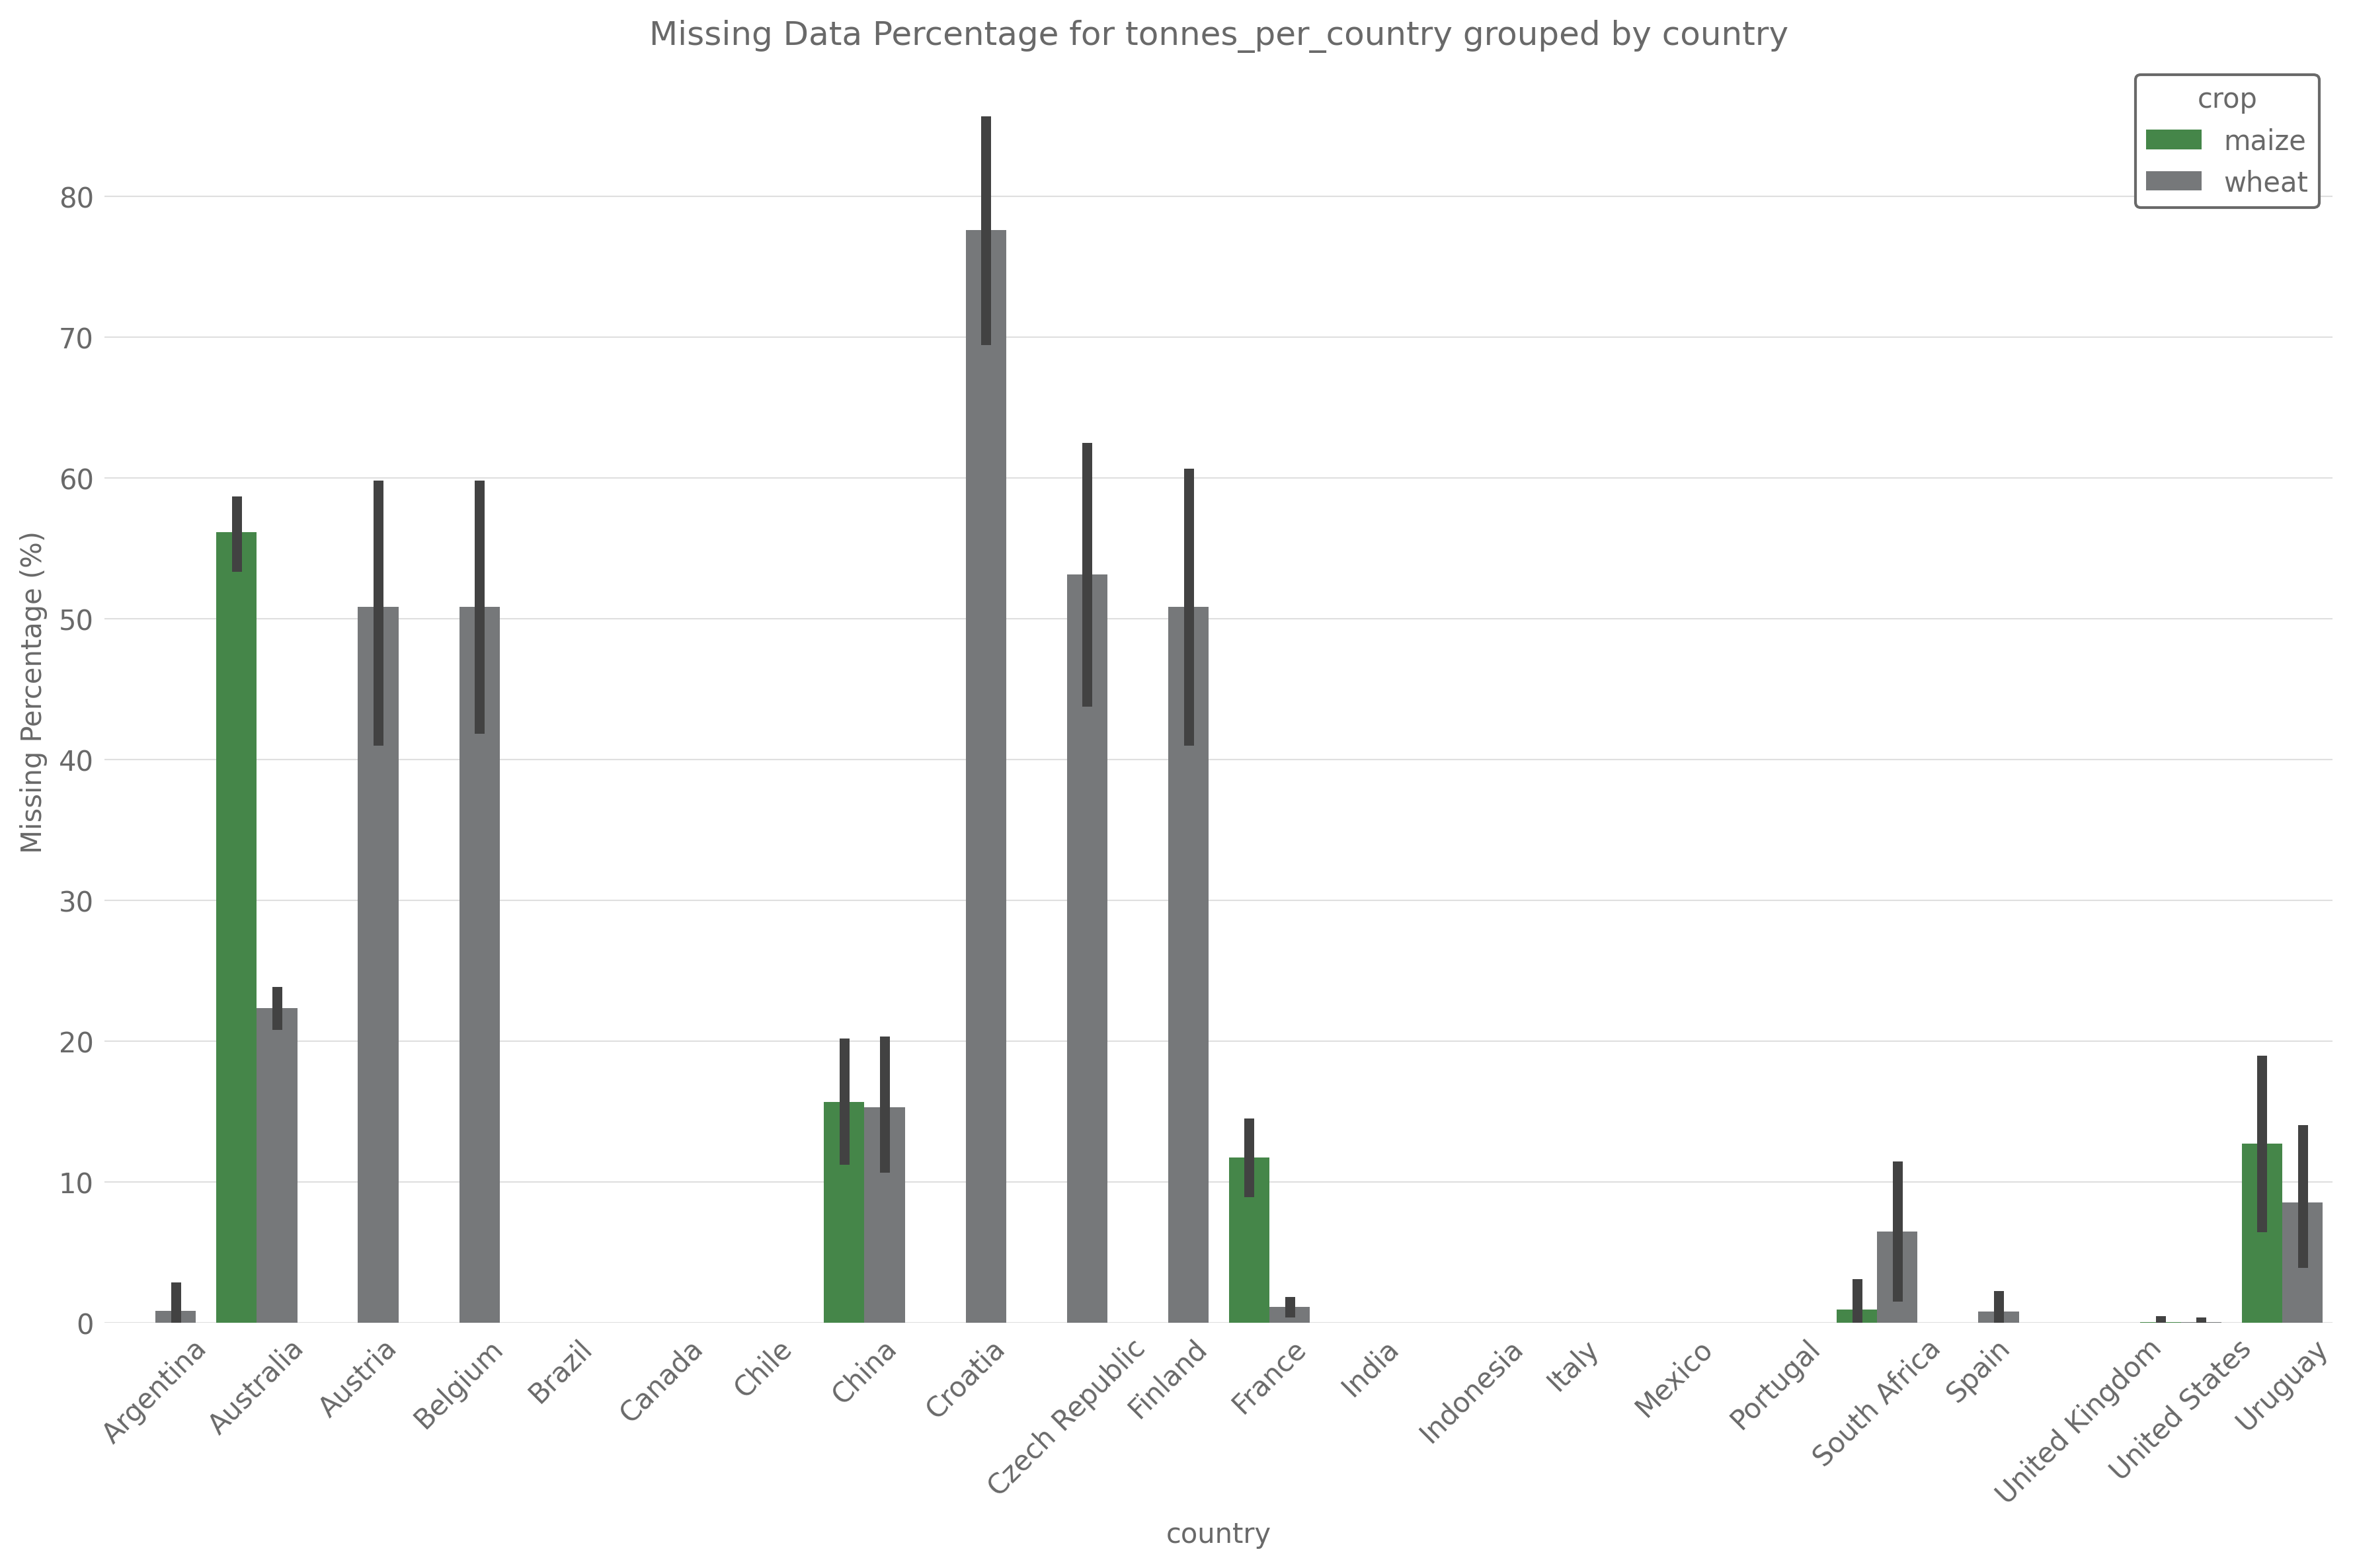 Missing Data Percentage for tonnes_per_country grouped by country
crop
maize
wheat
80
70
60
50
40
30
20
10
0
Missing Percentage (%)
Argentina
Australia
Austria
Belgium
Brazil
Canada
Chile
China
Croatia
Czech Republic
Finland
France
India
Indonesia
Italy
Mexico
Portugal
South Africa
Spain
United Kingdom
United States
Uruguay
country